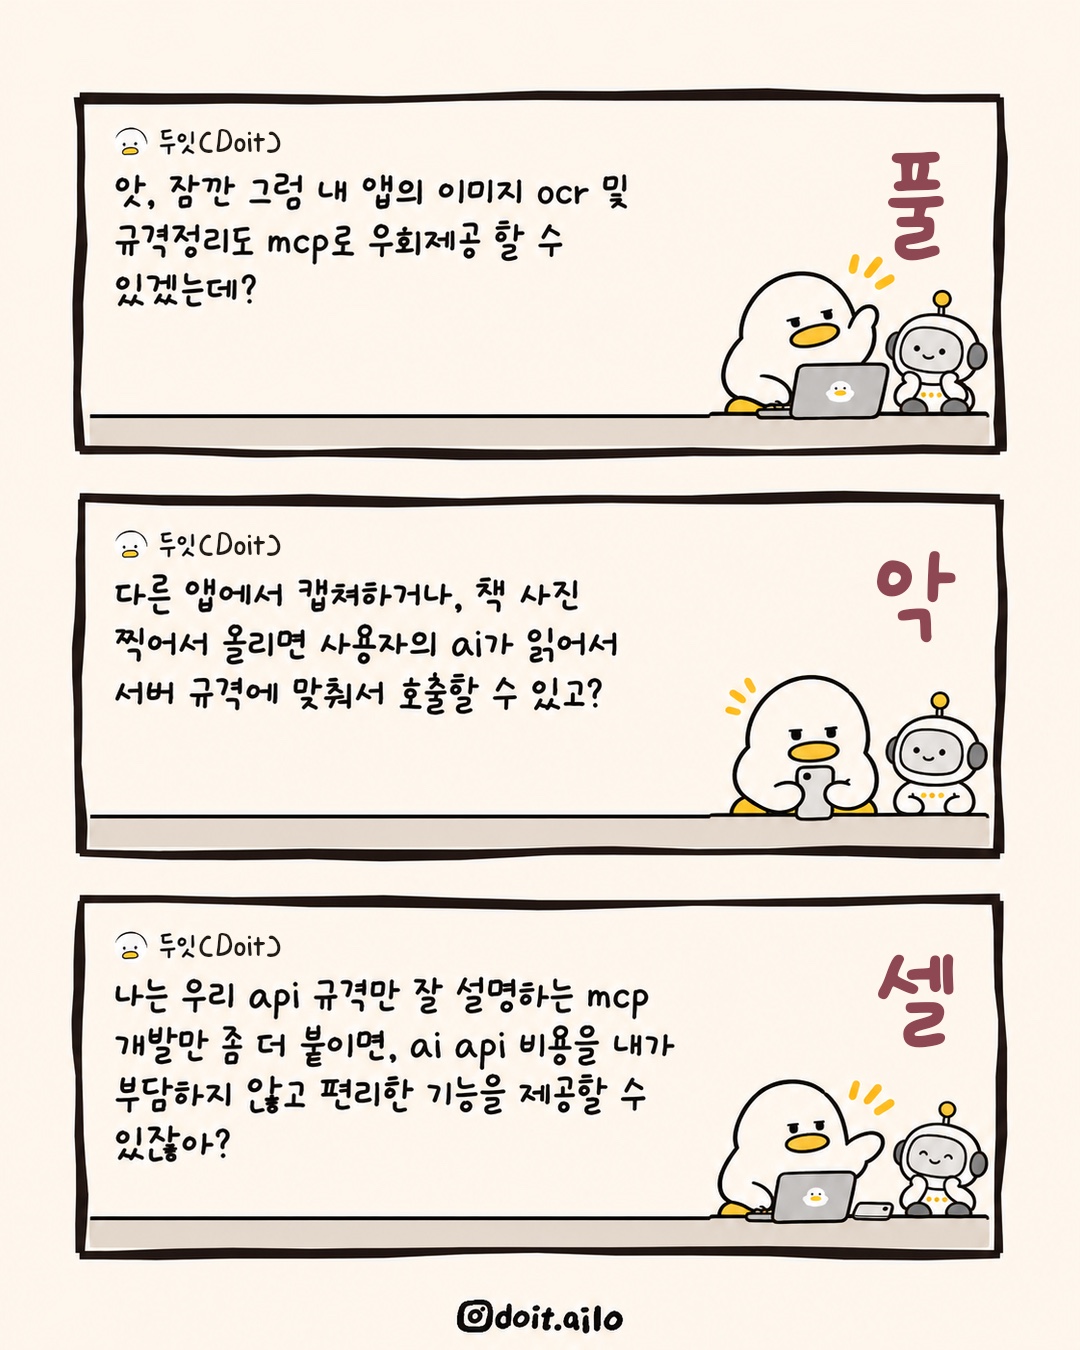 두잇(Doit)
앗, 잠깐 그럼 내 앱의 이미지 ocr 및
규격정리도 mcp로 우회제공 할 수
있겠는데?
풀
두잇(Doit)
다른 앱에서 캡쳐하거나, 책 사진
찍어서 올리면 사용자의 ai가 읽어서
서버 규격에 맞춰서 호출할 수 있고?
악
두잇(Doit)
나는 우리 api 규격만 잘 설명하는 mcp
개발만 좀 더 붙이면, ai api 비용을 내가
부담하지 않고 편리한 기능을 제공할 수
있잖아?
셀
doit.ailo